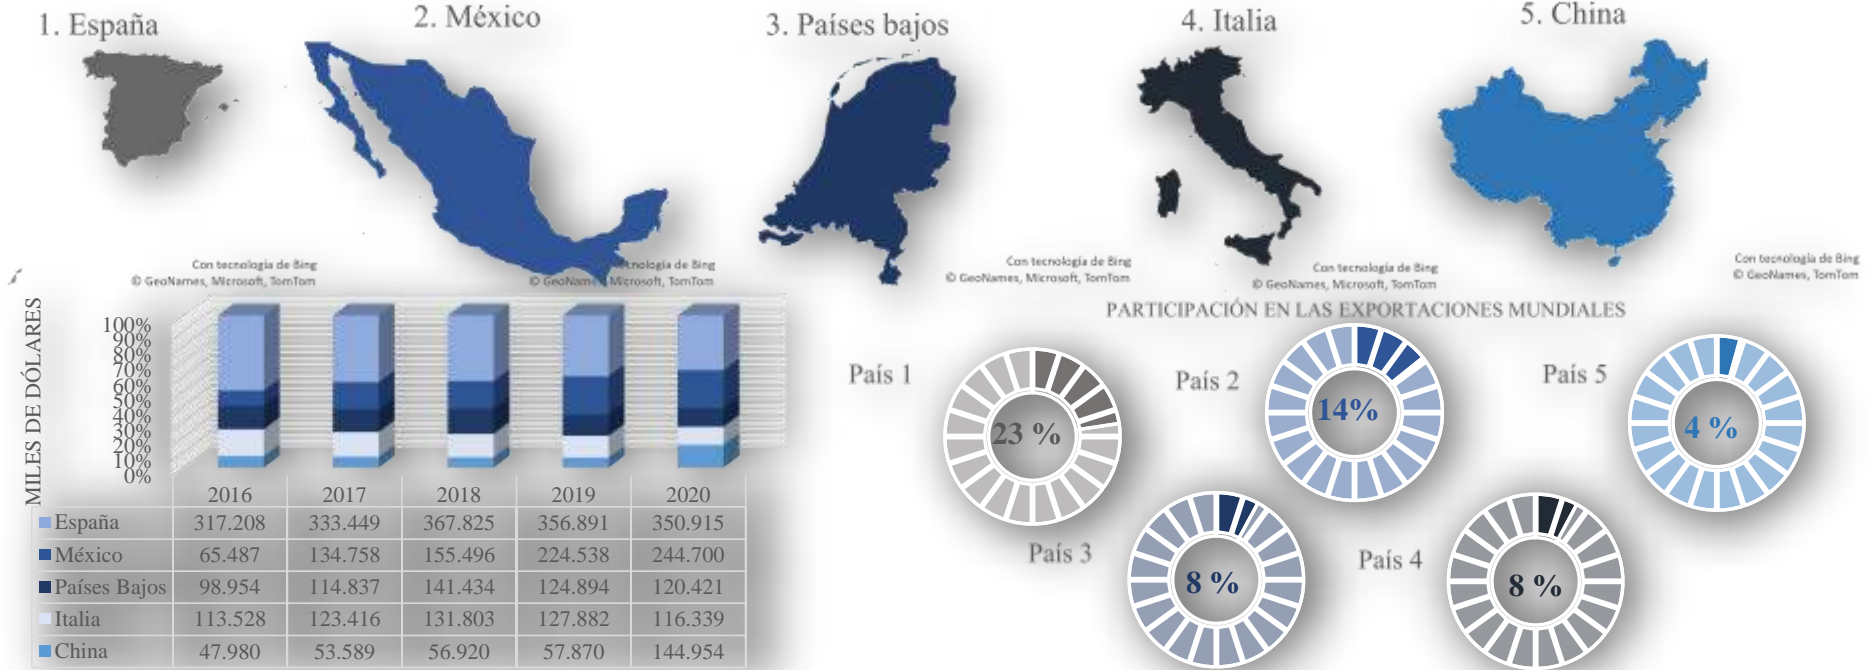 1. España
2. México
3. Países bajos
4. Italia
5. China
Con tecnología de Bing
© GeoNames, Microsoft, TomTom
nología de Bing
© GeoNames, Microsoft, TomTom
Con tecnología de Bing
© GeoNames, Microsoft, TomTom
Con tecnología de Bing
© GeoNames, Microsoft, TomTom
Con tecnología de Bing
© GeoNames, Microsoft, TomTom
MILES DE DÓLARES
100%
90%
80%
70%
60%
50%
40%
30%
20%
10%
0%
2016 2017 2018 2019 2020
España 317.208 333.449 367.825 356.891 350.915
México 65.487 134.758 155.496 224.538 244.700
Países Bajos 98.954 114.837 141.434 124.894 120.421
Italia 113.528 123.416 131.803 127.882 116.339
China 47.980 53.589 56.920 57.870 144.954
PARTICIPACIÓN EN LAS EXPORTACIONES MUNDIALES
País 1
23 %
País 2
14%
País 5
4 %
País 3
8 %
País 4
8 %